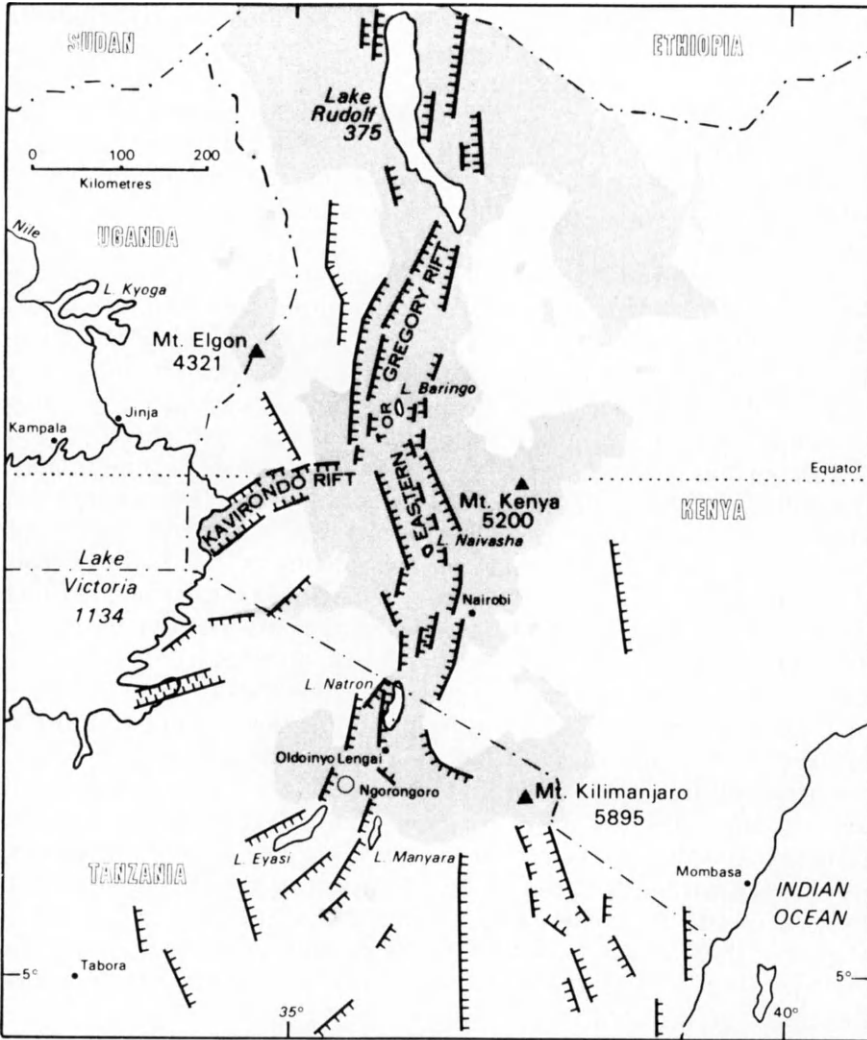 SUDAN
ETHIOPIA
Lake
Rudolf
375
0 100 200
Kilometres
Nile
UGANDA
L. Kyoga
Mt. Elgon
4321
EASTERN OR GREGORY RIFT
L. Baringo
Jinja
Kampala
Equator
KAVIRONDO RIFT
Mt. Kenya
5200
KENYA
L. Naivasha
Lake
Victoria
1134
Nairobi
L. Natron
Oldoinyo Lengai
Ngorongoro
Mt. Kilimanjaro
5895
L. Eyasi
L. Manyara
TANZANIA
Mombasa
INDIAN
OCEAN
5°
Tabora
5°
35°
40°